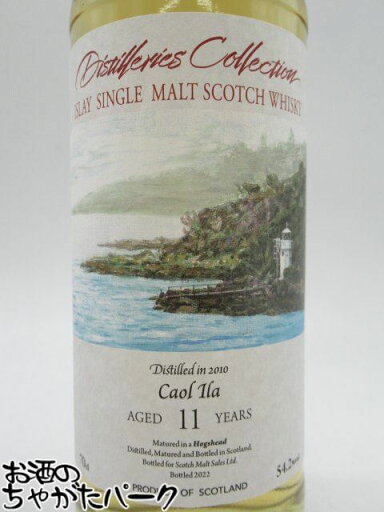 Distilleries Collection
ISLAY SINGLE MALT SCOTCH WHISKY
Distilled in 2010
Caol Ila
AGED 11 YEARS
Matured in a Hogshead
Distilled, Matured and Bottled in Scotland.
Bottled for Scotch Malt Sales Ltd.
Bottled 2022
54.2%
PRODUCT OF SCOTLAND
お酒の
ちゃがたパーク